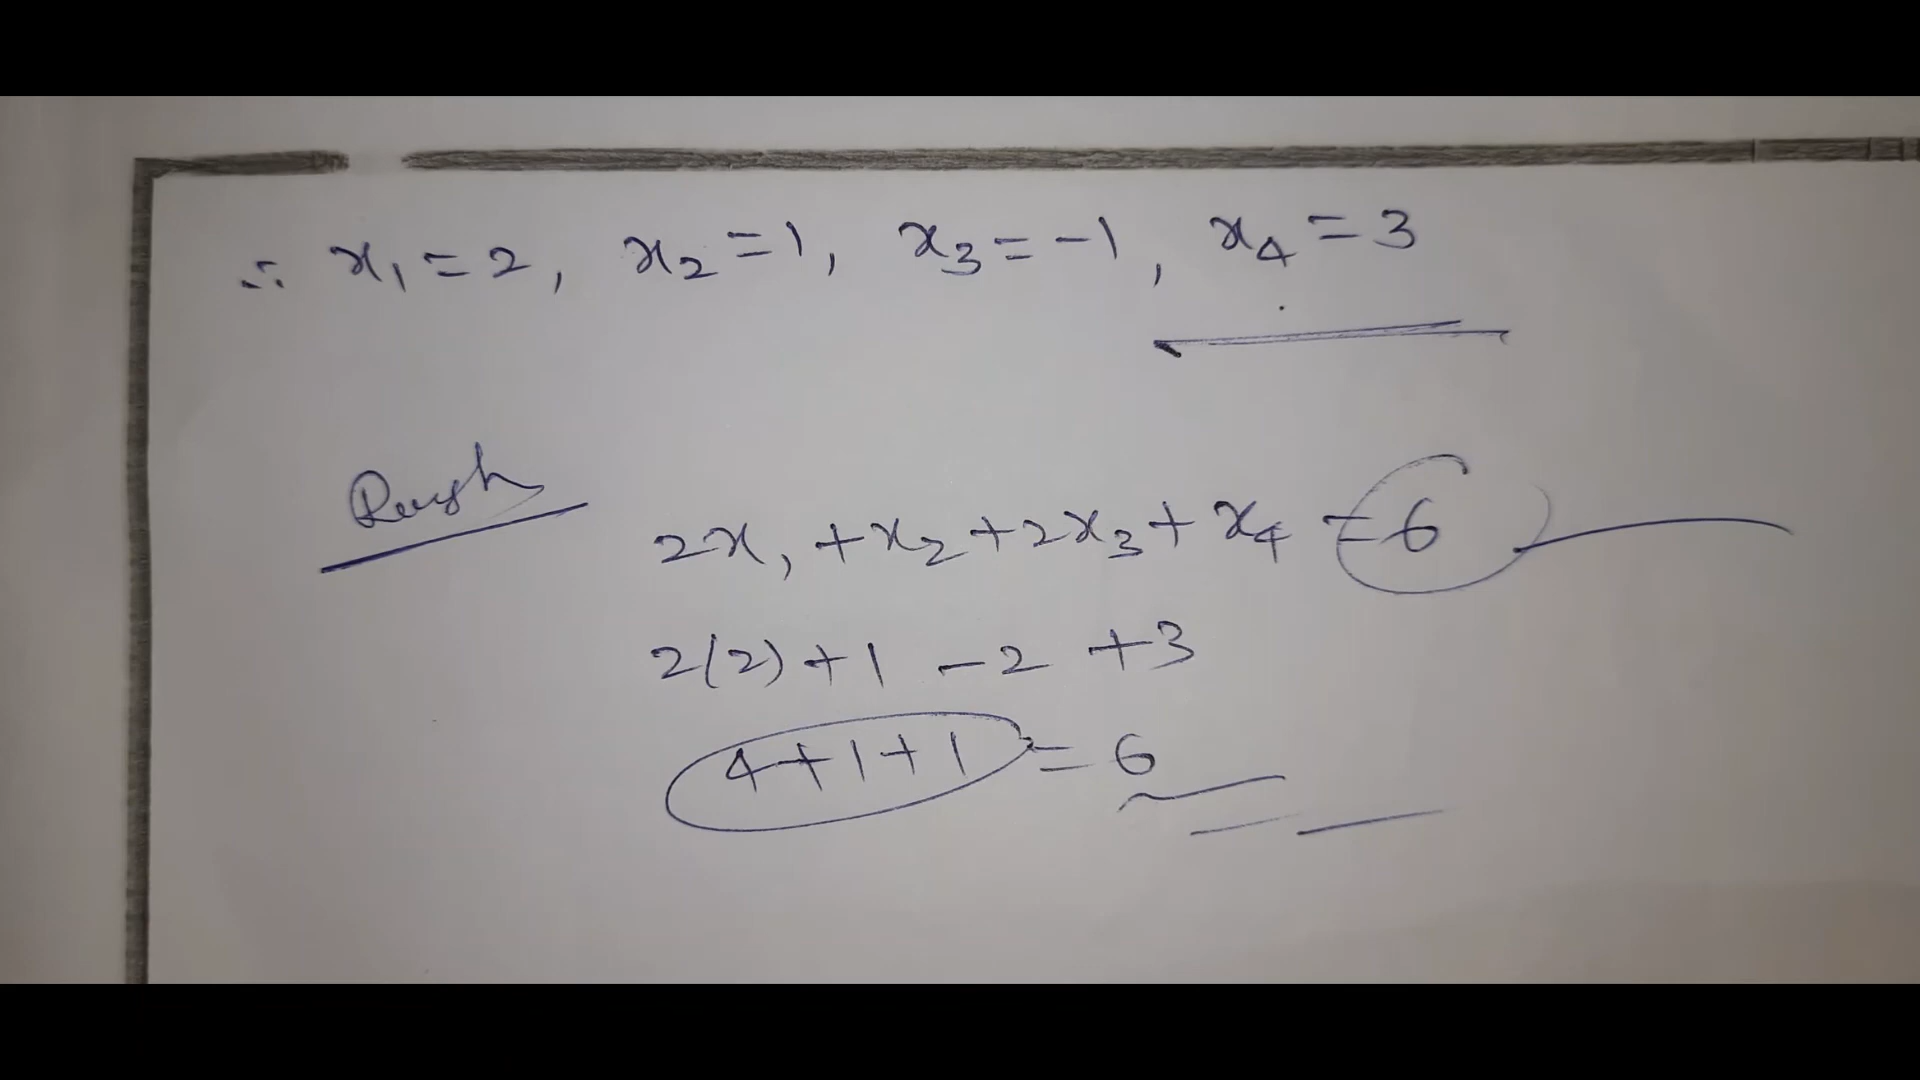 ∴ x₁ = 2, x₂ = 1, x₃ = -1, x₄ = 3
Rough
2x₁ + x₂ + 2x₃ + x₄ = 6
2(2) + 1 - 2 + 3
4 + 1 + 1 = 6